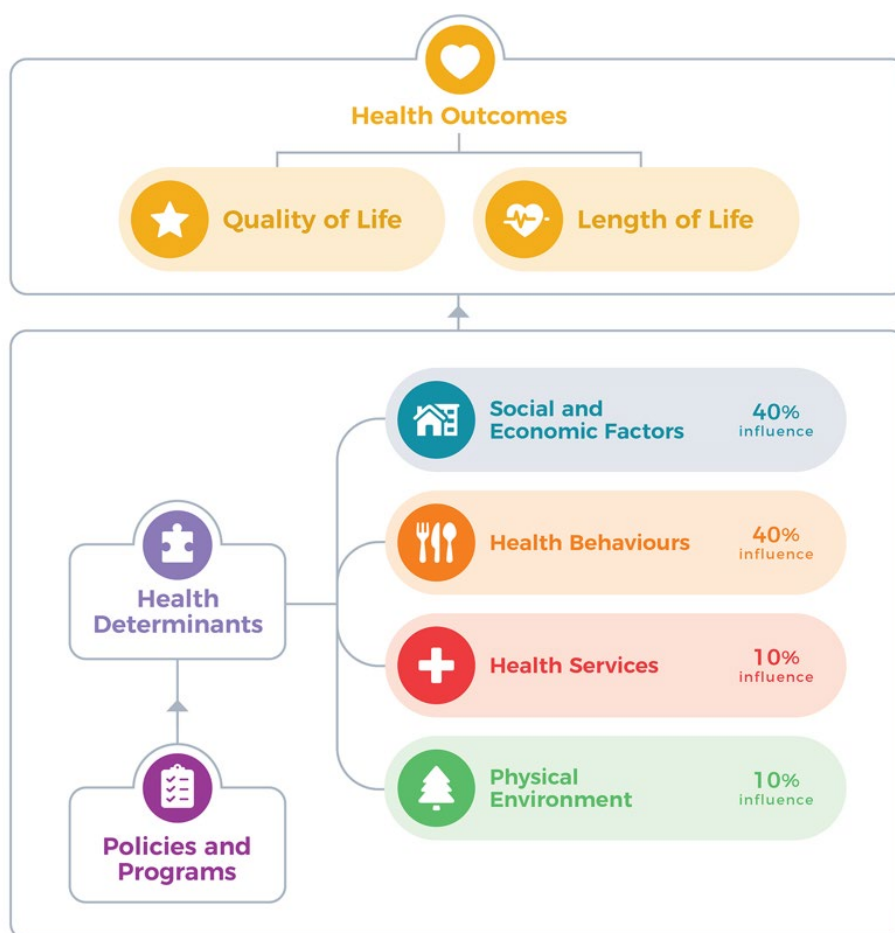 Health Outcomes
Quality of Life
Length of Life
Social and
Economic Factors
40%
influence
Health Behaviours
40%
influence
Health
Determinants
Health Services
10%
influence
Physical
Environment
10%
influence
Policies and
Programs